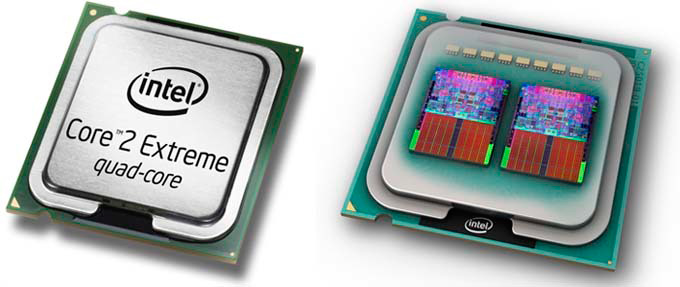 intel
Core™2 Extreme
quad-core
intel